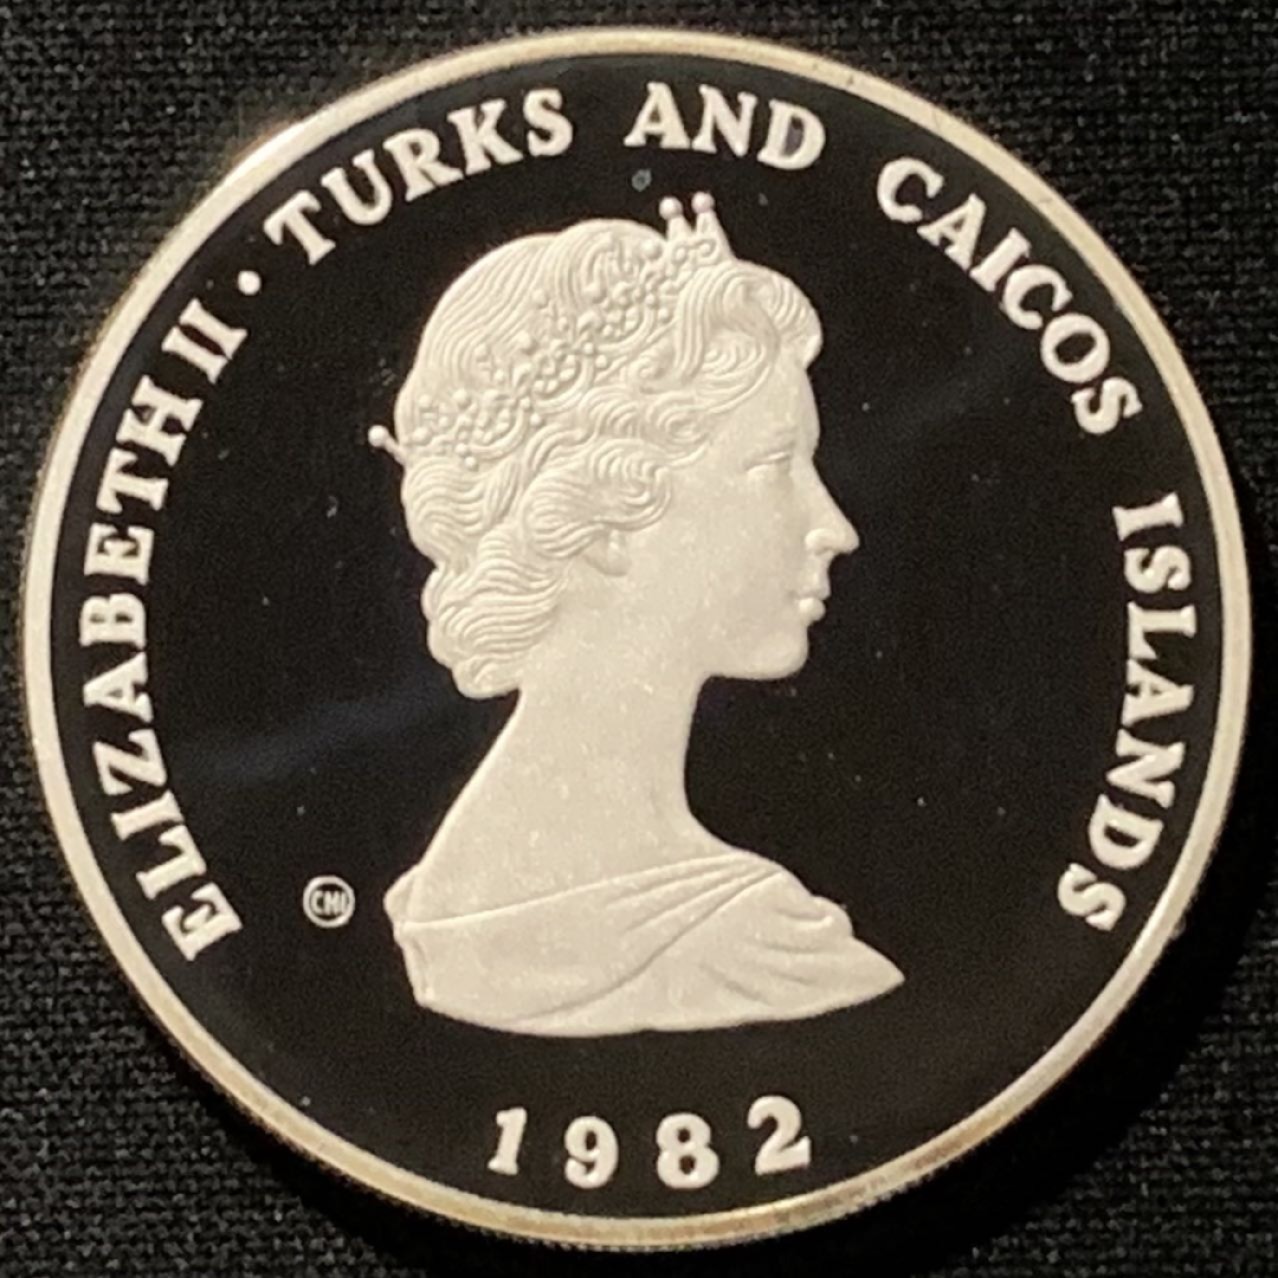 ELIZABETH II · TURKS AND CAICOS ISLANDS
CHI
1982